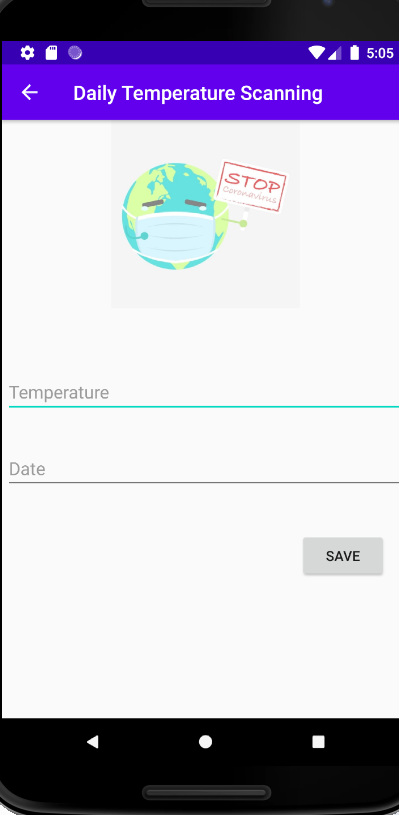 5:05
Daily Temperature Scanning
STOP
Coronavirus
Temperature
Date
SAVE